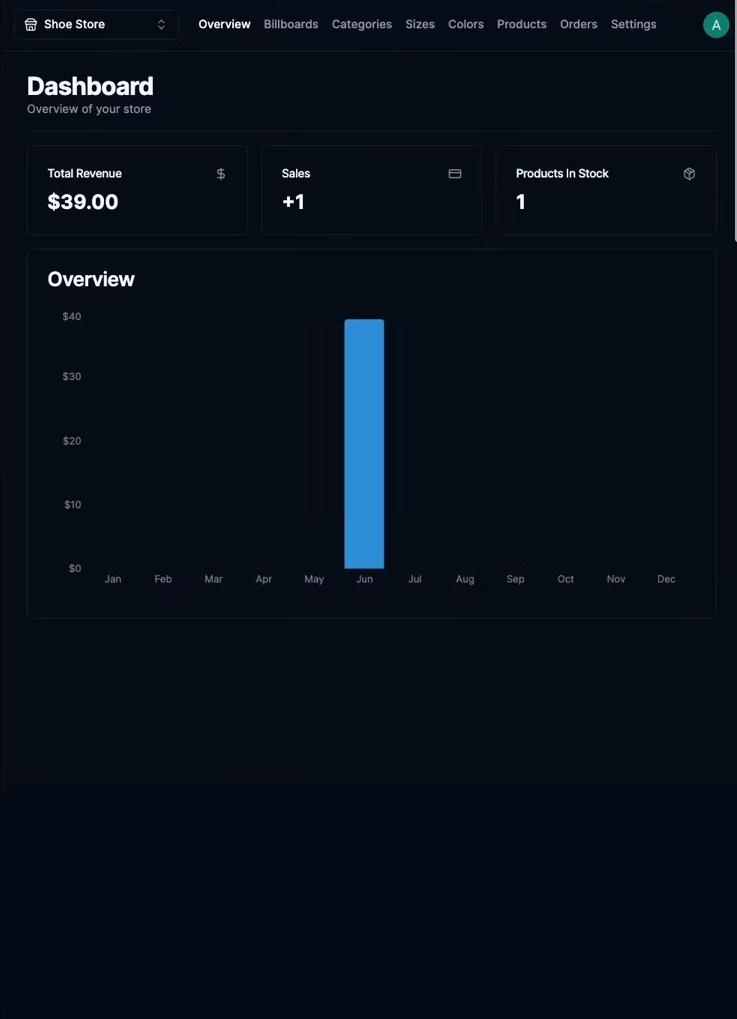 Shoe Store Overview Billboards Categories Sizes Colors Products Orders Settings A
Dashboard
Overview of your store
Total Revenue $
$39.00
Sales
+1
Products In Stock
1
Overview
$40
$30
$20
$10
$0
Jan Feb Mar Apr May Jun Jul Aug Sep Oct Nov Dec